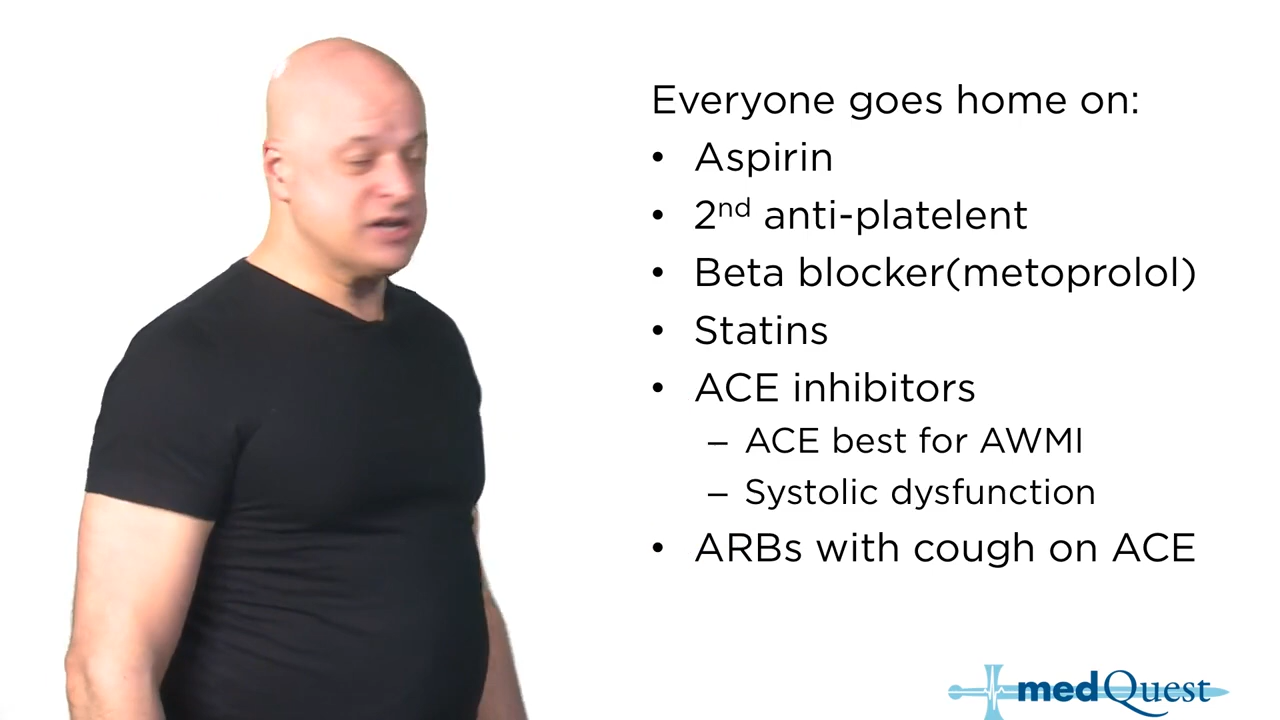 Everyone goes home on:
• Aspirin
• 2nd anti-platelent
• Beta blocker(metoprolol)
• Statins
• ACE inhibitors
– ACE best for AWMI
– Systolic dysfunction
• ARBs with cough on ACE
medQuest